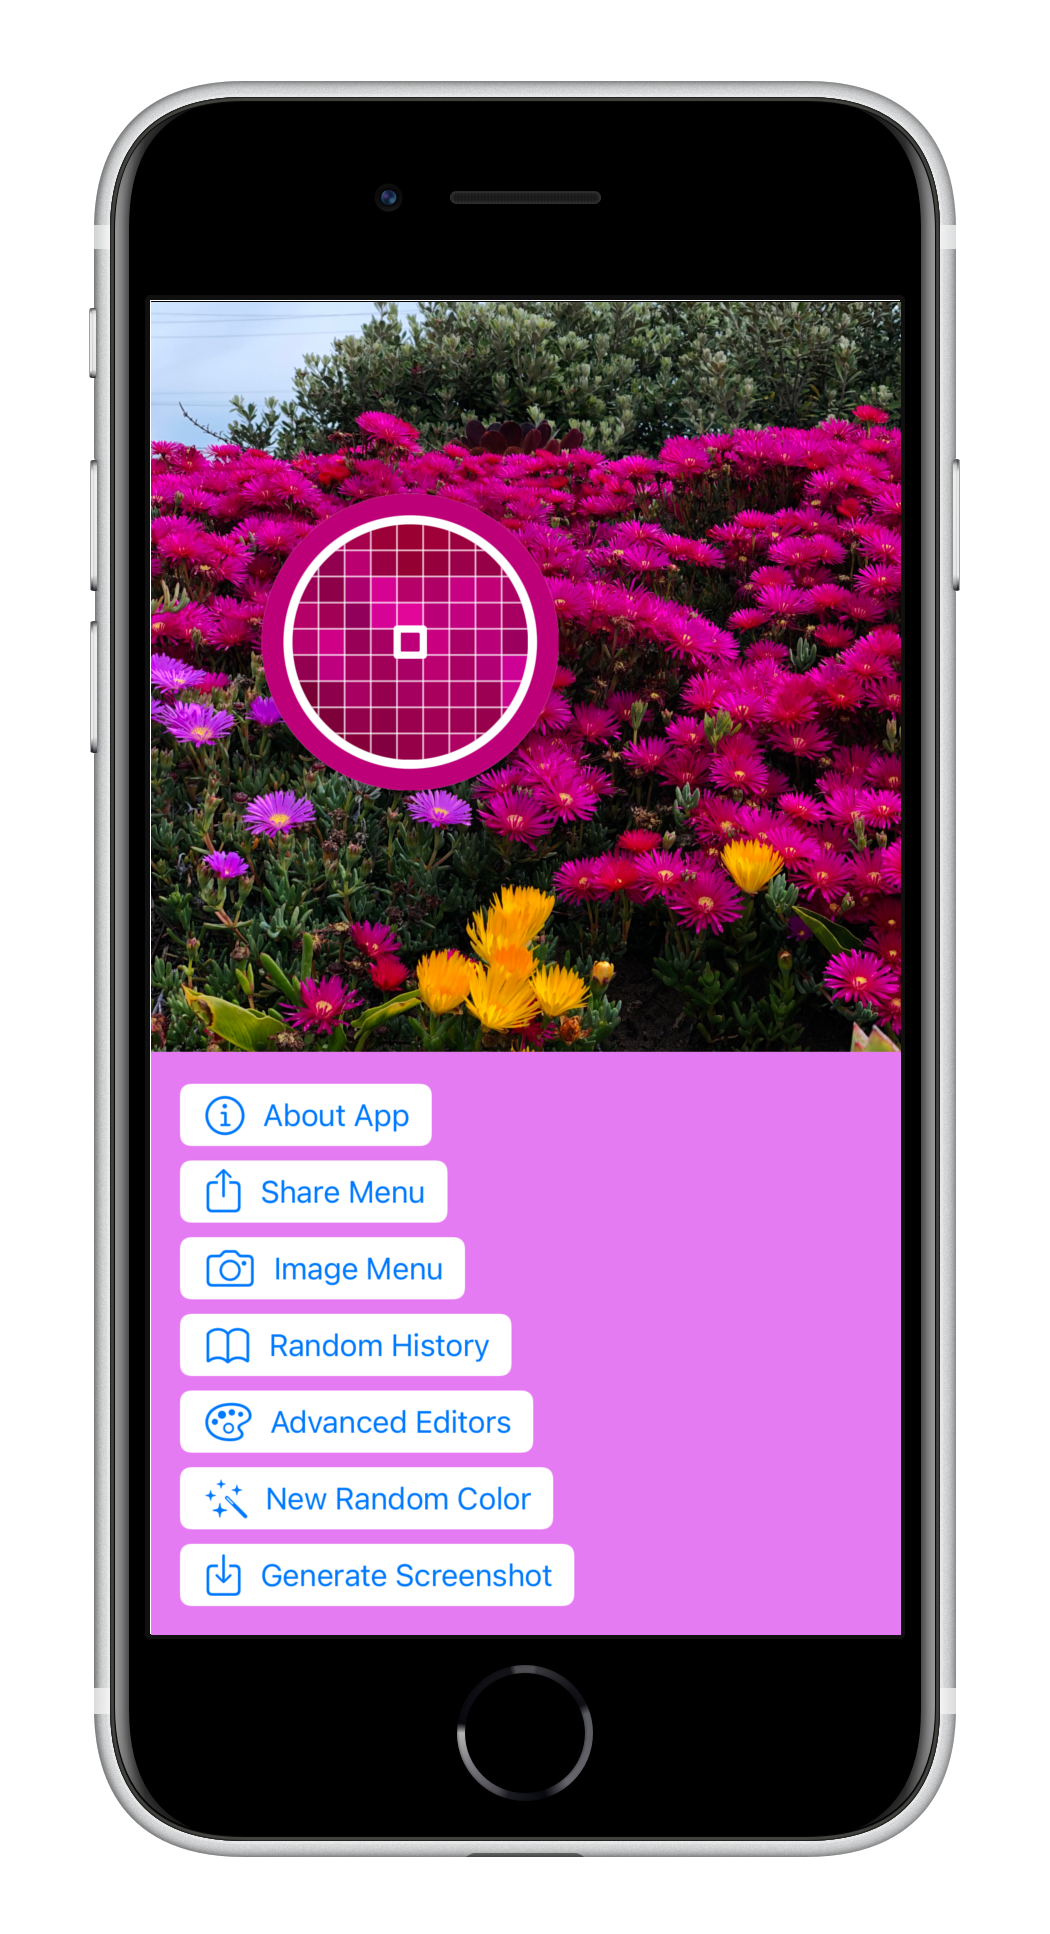 About App
Share Menu
Image Menu
Random History
Advanced Editors
New Random Color
Generate Screenshot